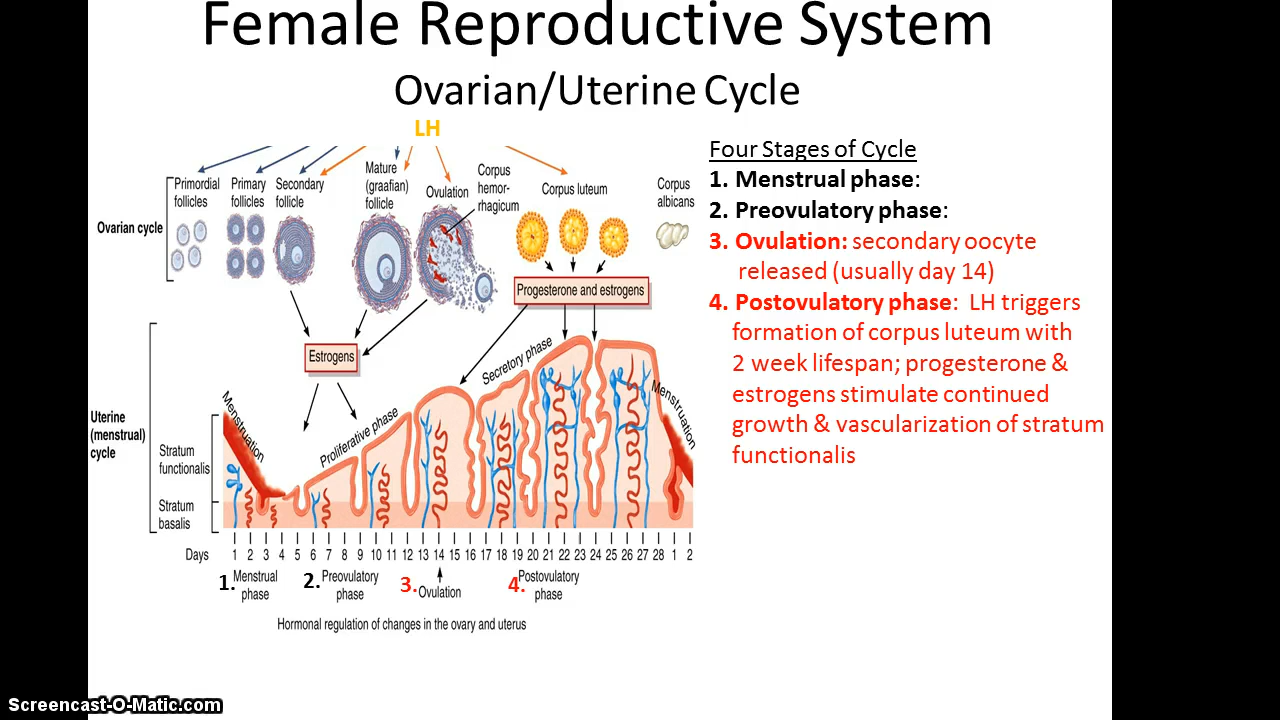 Female Reproductive System
Ovarian/Uterine Cycle
LH
Primordial
follicles
Primary
follicles
Secondary
follicle
Mature
(graafian)
follicle
Ovulation
Corpus
hemor-
rhagicum
Corpus luteum
Corpus
albicans
Ovarian cycle
Progesterone and estrogens
Estrogens
Uterine
(menstrual)
cycle
Menstruation
Proliferative phase
Secretory phase
Menstruation
Stratum
functionalis
Stratum
basalis
Days 1 2 3 4 5 6 7 8 9 10 11 12 13 14 15 16 17 18 19 20 21 22 23 24 25 26 27 28 1 2
1. Menstrual
phase
2. Preovulatory
phase
3. Ovulation
4. Postovulatory
phase
Hormonal regulation of changes in the ovary and uterus
Four Stages of Cycle
1. Menstrual phase:
2. Preovulatory phase:
3. Ovulation: secondary oocyte
released (usually day 14)
4. Postovulatory phase: LH triggers
formation of corpus luteum with
2 week lifespan; progesterone &
estrogens stimulate continued
growth & vascularization of stratum
functionalis
Screencast-O-Matic.com